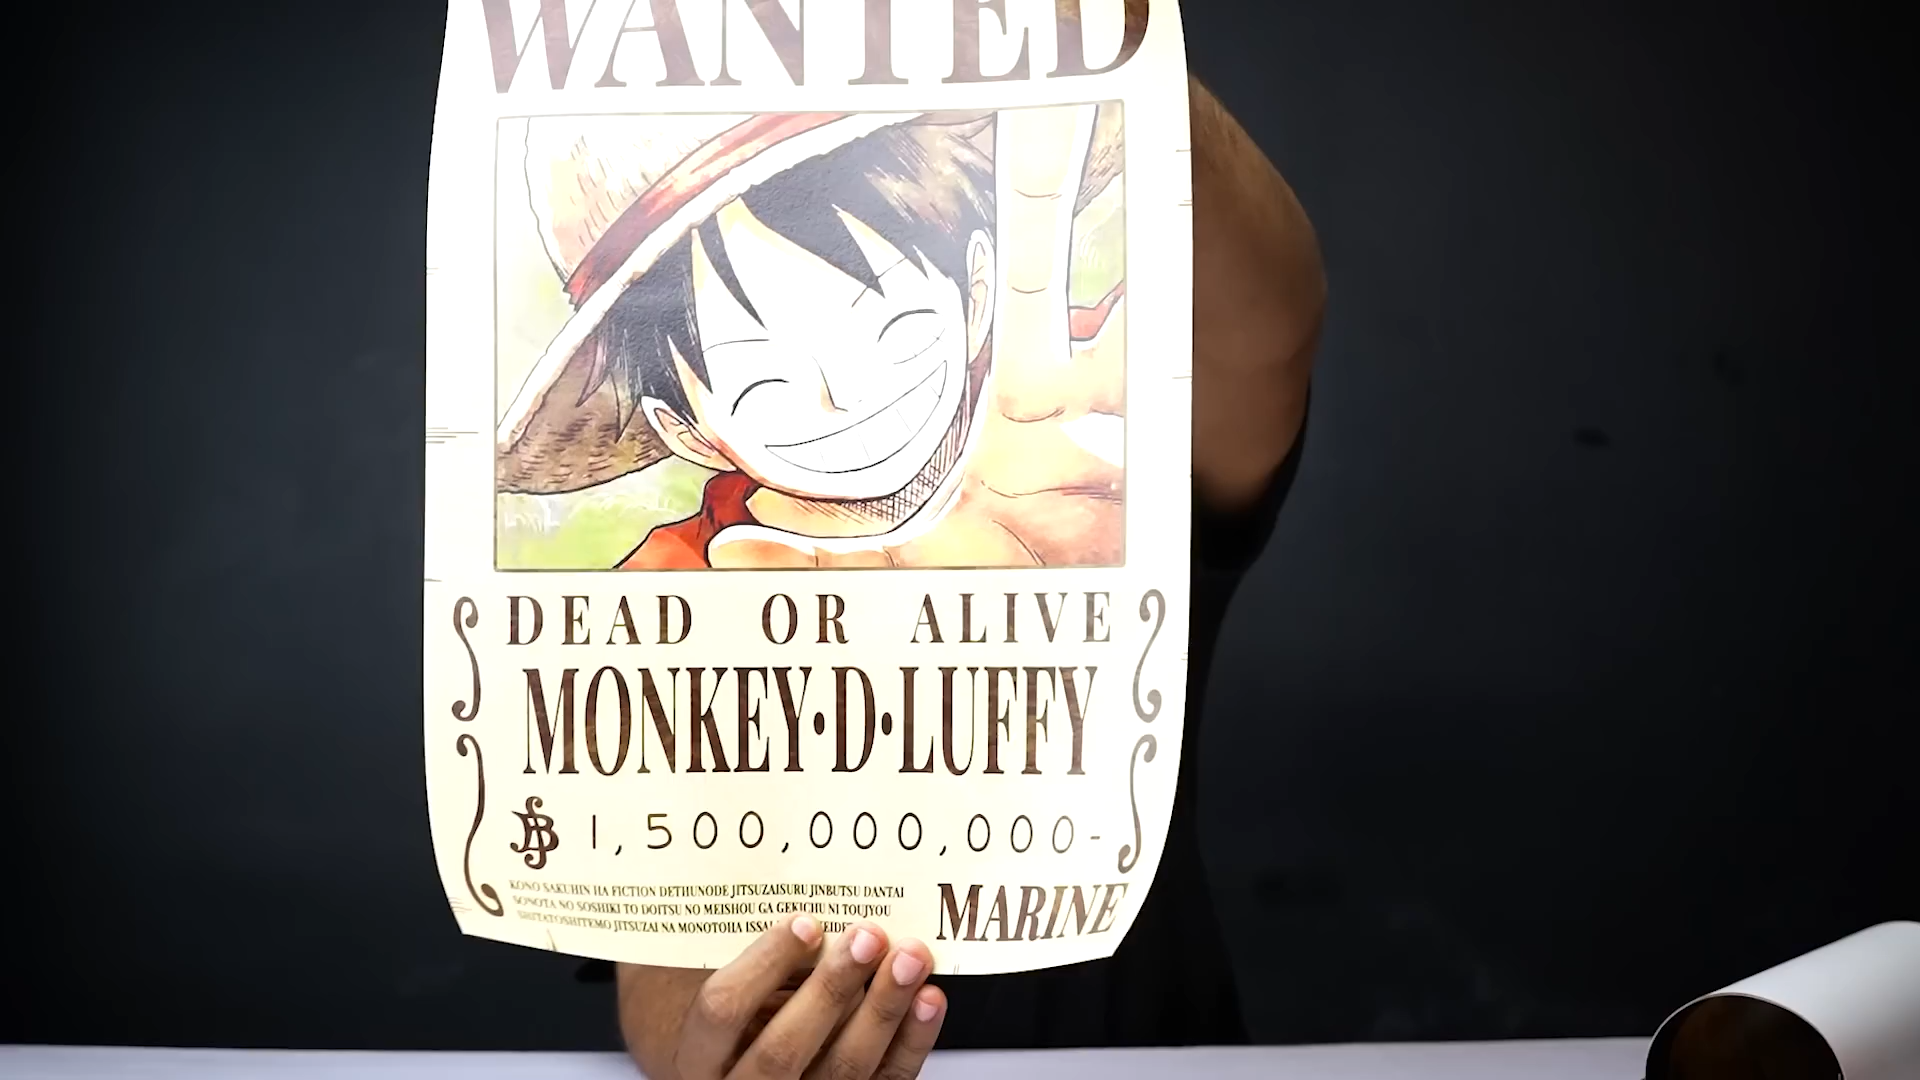 WANTED
DEAD OR ALIVE
MONKEY·D·LUFFY
1,500,000,000-
KONO SAKUHIN HA FICTION DETHUNODE JITSUZAISURU JINBUTSU DANTAI
SONOTA NO SOSHIKI TO DOITSU NO MEISHOU GA GEKICHU NI TOUJYOU
SHITATOSHITEMO JITSUZAI NA MONOTOHA
MARINE